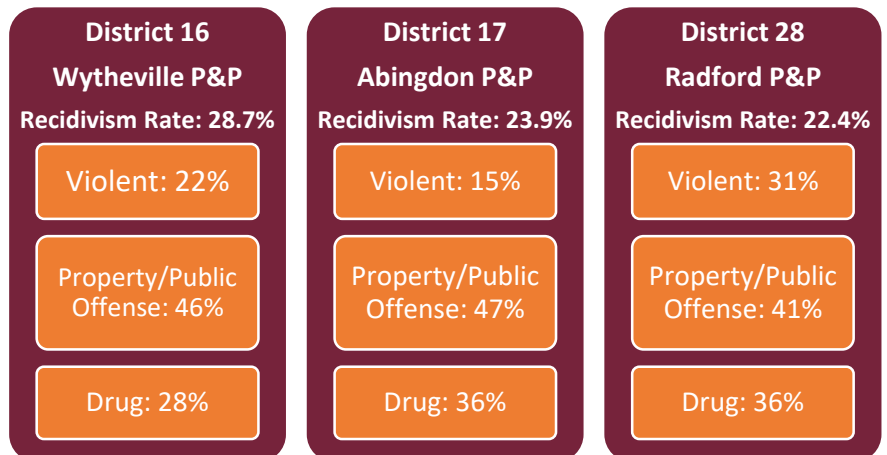 District 16
Wytheville P&P
Recidivism Rate: 28.7%
Violent: 22%
Property/Public
Offense: 46%
Drug: 28%
District 17
Abingdon P&P
Recidivism Rate: 23.9%
Violent: 15%
Property/Public
Offense: 47%
Drug: 36%
District 28
Radford P&P
Recidivism Rate: 22.4%
Violent: 31%
Property/Public
Offense: 41%
Drug: 36%